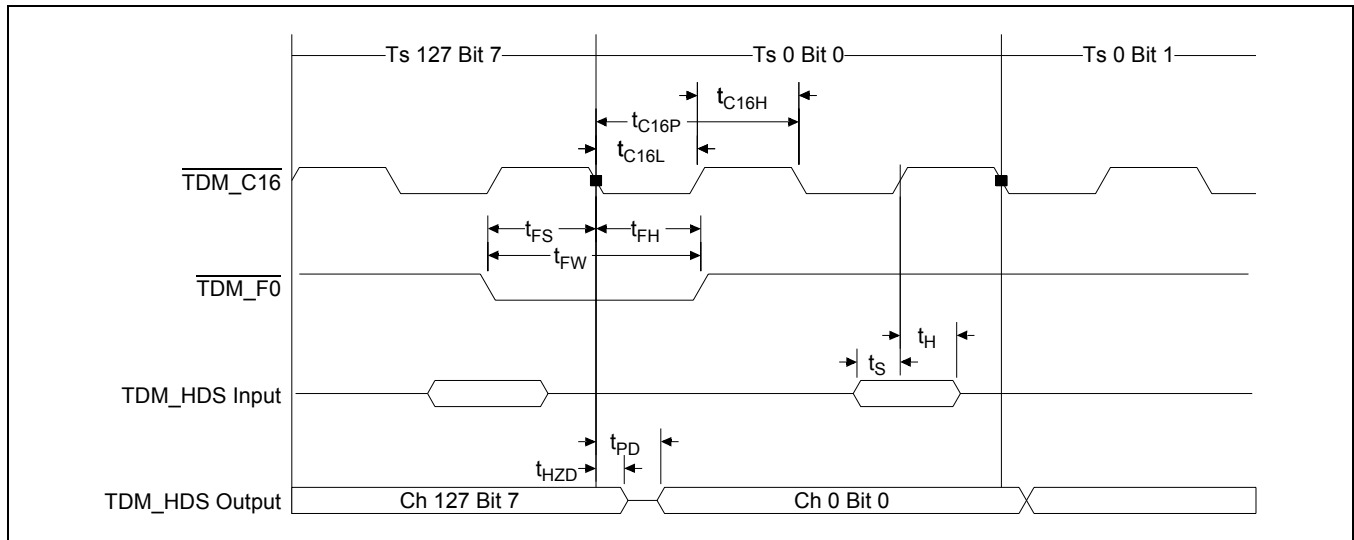 Ts 127 Bit 7 Ts 0 Bit 0 Ts 0 Bit 1
tC16H
tC16P
tC16L
TDM_C16
tFS tFH
tFW
TDM_F0
tH
tS
TDM_HDS Input
tPD
tHZD
TDM_HDS Output Ch 127 Bit 7 Ch 0 Bit 0